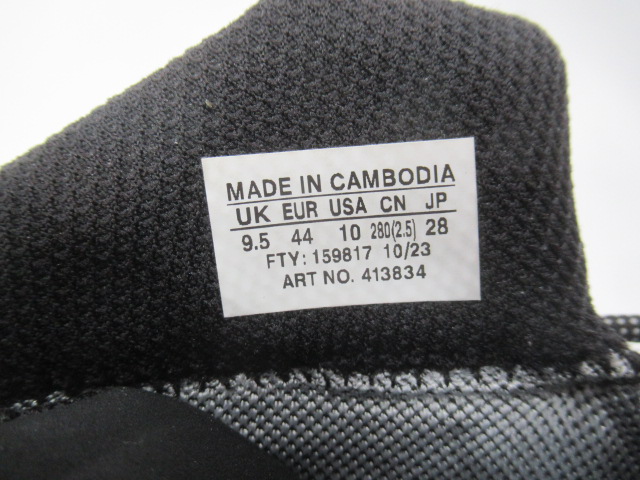 MADE IN CAMBODIA
UK EUR USA CN JP
9.5 44 10 280(2.5) 28
FTY: 159817 10/23
ART NO. 413834